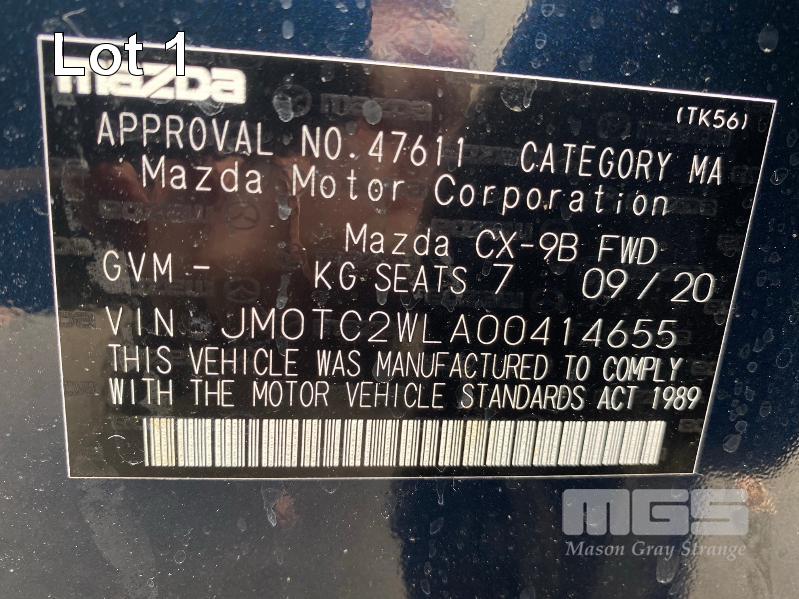 Lot 1
mazda
(TK56)
APPROVAL NO.47611 CATEGORY MA
Mazda Motor Corporation
Mazda CX-9B FWD
GVM - KG SEATS 7 09/20
VIN JM0TC2WLA00414655
THIS VEHICLE WAS MANUFACTURED TO COMPLY
WITH THE MOTOR VEHICLE STANDARDS ACT 1989
MGS
Mason Gray Strange